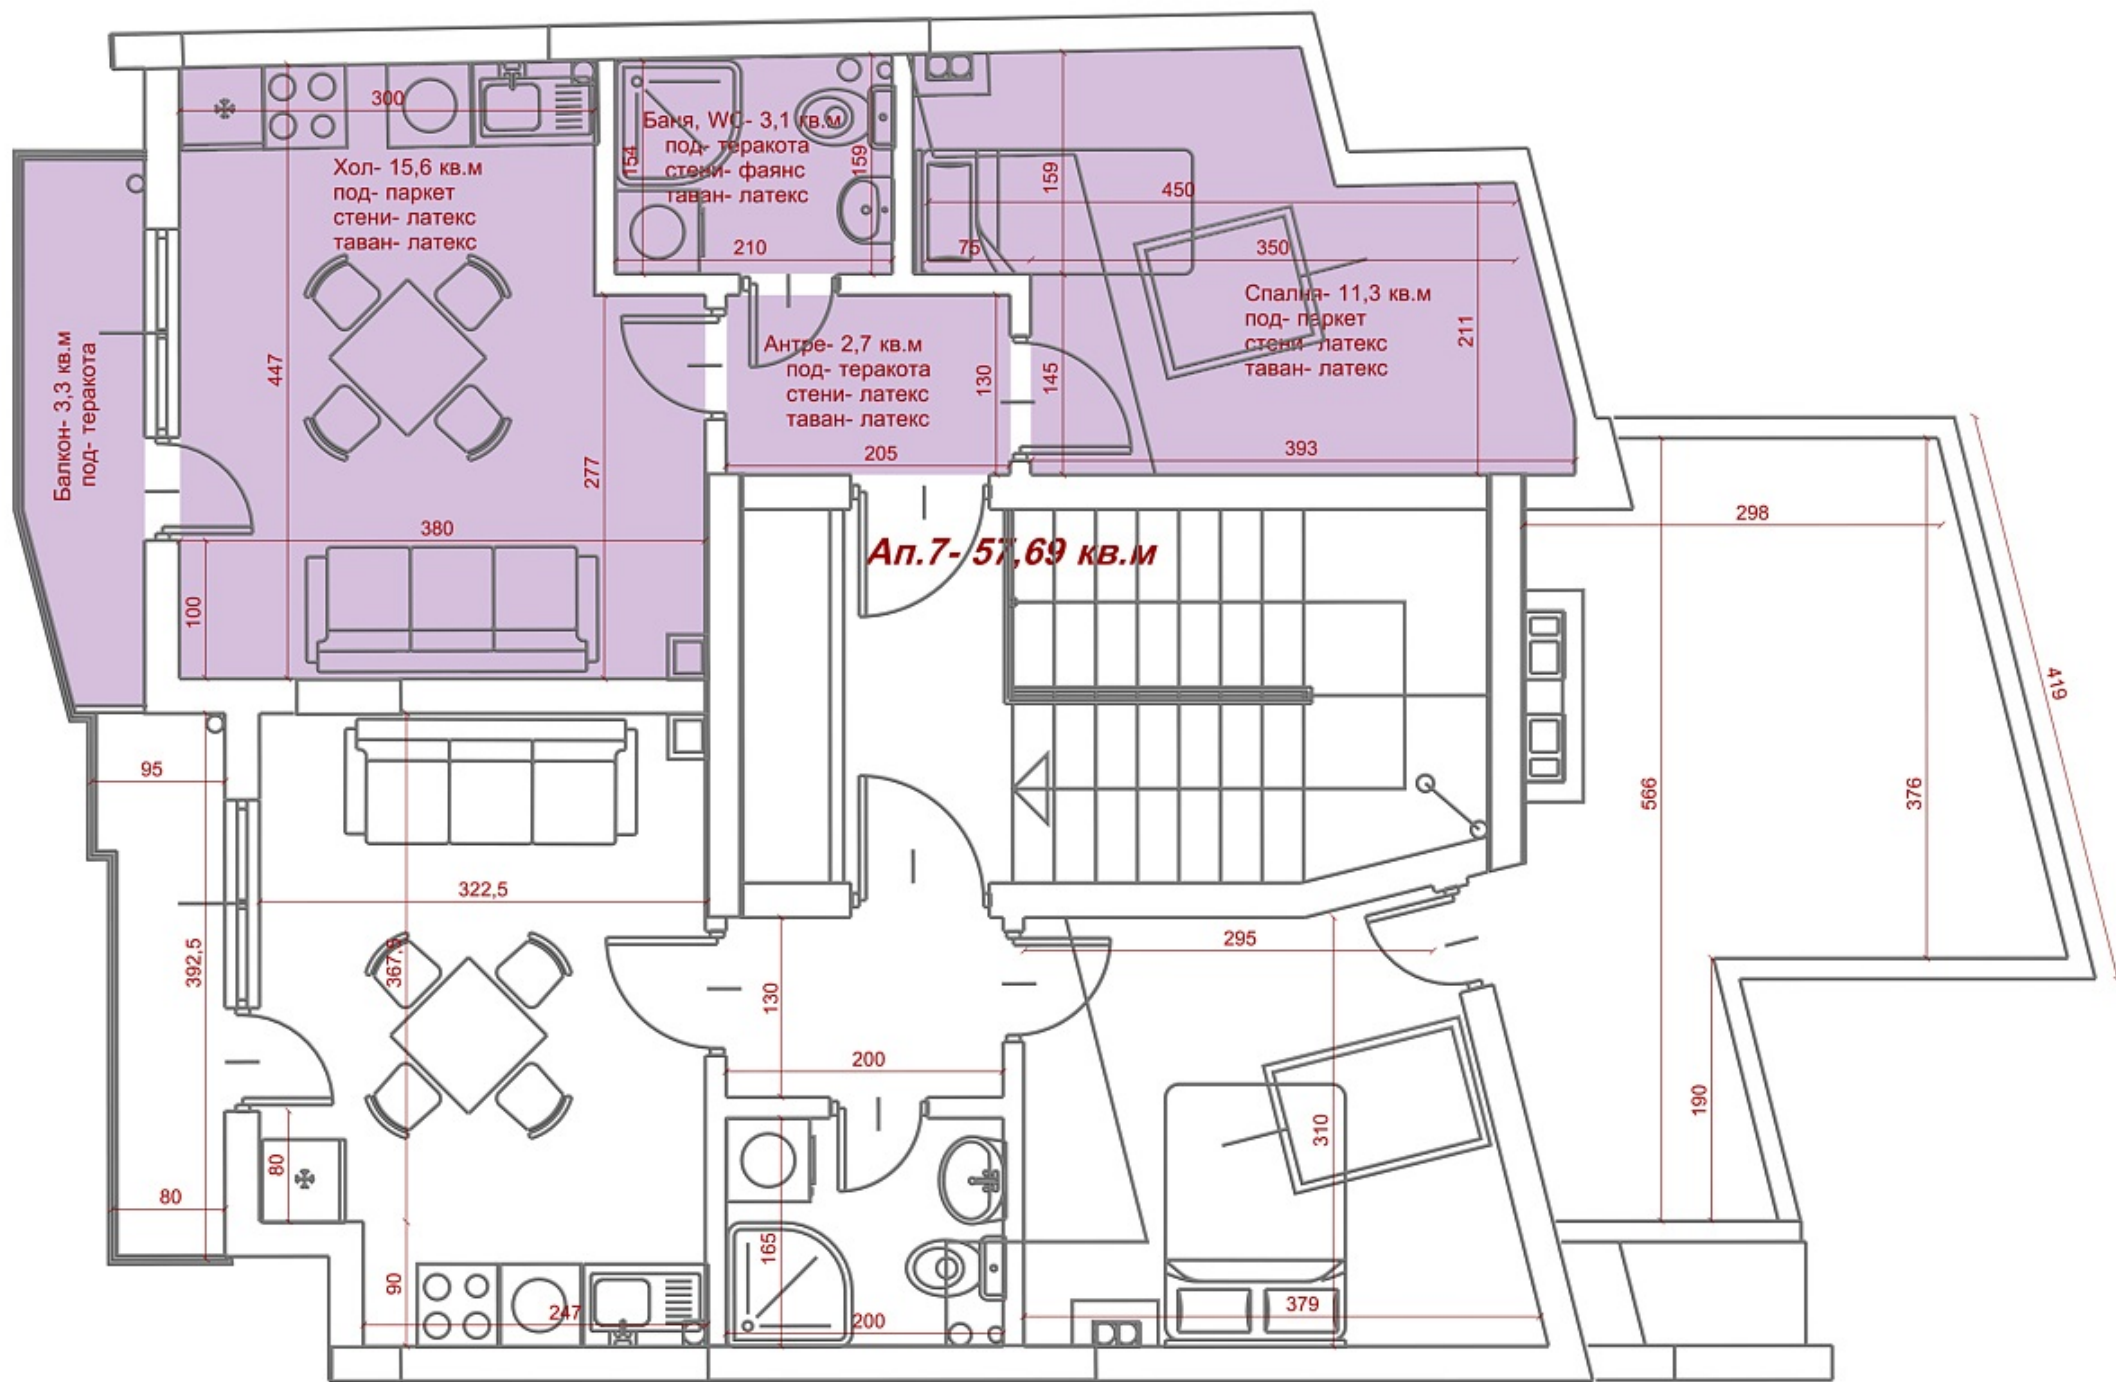 300
Хол- 15,6 кв.м
под- паркет
стени- латекс
таван- латекс
447
277
380
100
Балкон- 3,3 кв.м
под- теракота
Баня, WC- 3,1 кв.м
под- теракота
стени- фаянс
таван- латекс
154
159
210
Антре- 2,7 кв.м
под- теракота
стени- латекс
таван- латекс
130
205
159
450
75
350
Спалня- 11,3 кв.м
под- паркет
стени- латекс
таван- латекс
211
145
393
Ап.7- 57,69 кв.м
298
566
376
419
190
95
322,5
392,5
367,5
80
80
90
247
130
200
165
200
295
310
379